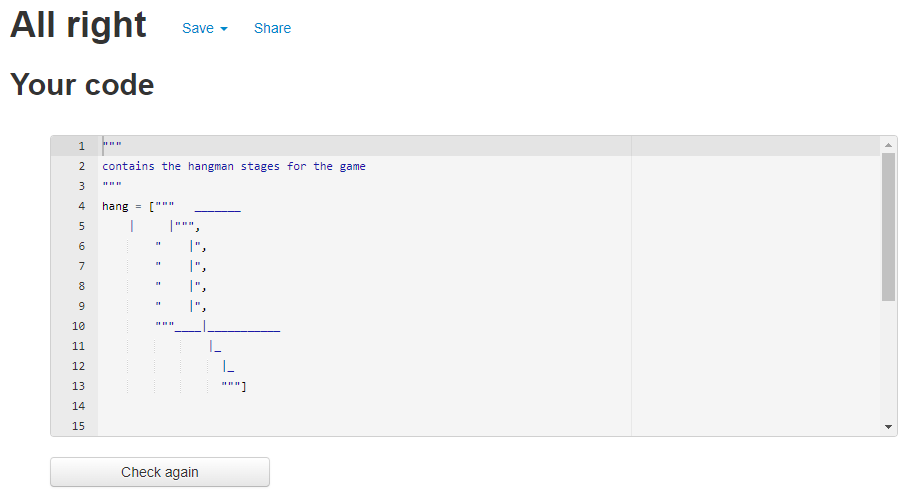 All right Save Share
Your code
1 """
2 contains the hangman stages for the game
3 """
4 hang = ["""   _______
5     |     |""",
6         "    |",
7         "    |",
8         "    |",
9         "    |",
10         """____|___________
11                 |_
12                   |_
13                   """]
14
15
Check again